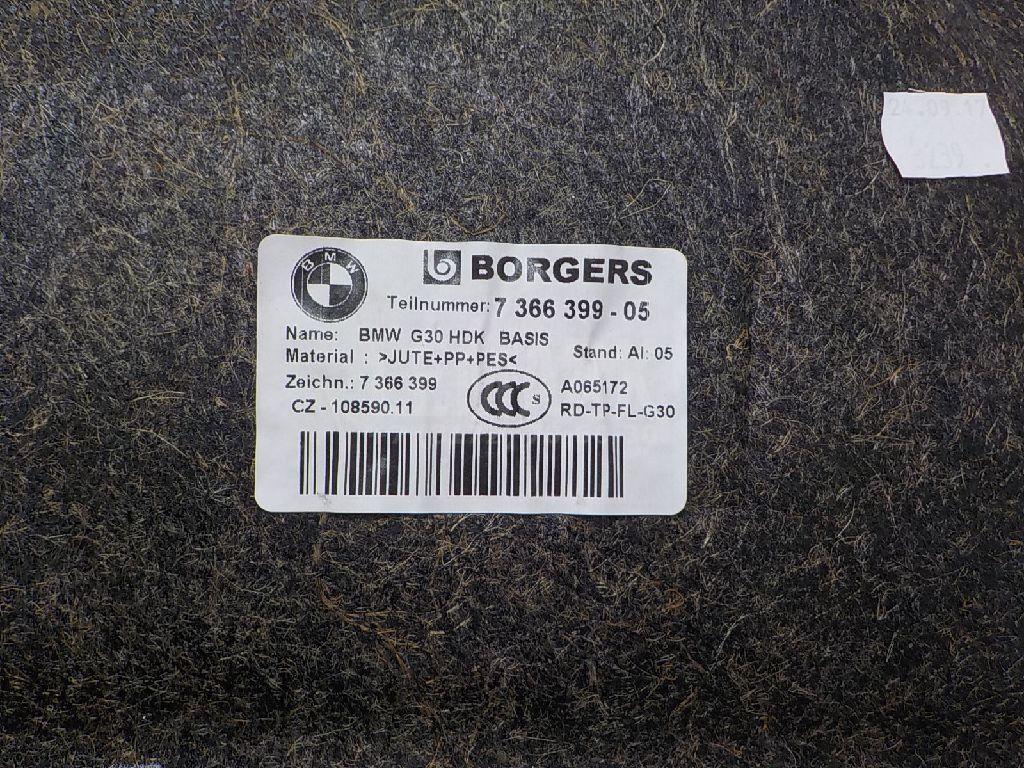 BMW
BORGERS
Teilnummer: 7 366 399 - 05
Name: BMW G30 HDK BASIS
Material : >JUTE+PP+PES<
Stand: AI: 05
Zeichn.: 7 366 399
CCC S
A065172
CZ - 108590.11
RD-TP-FL-G30